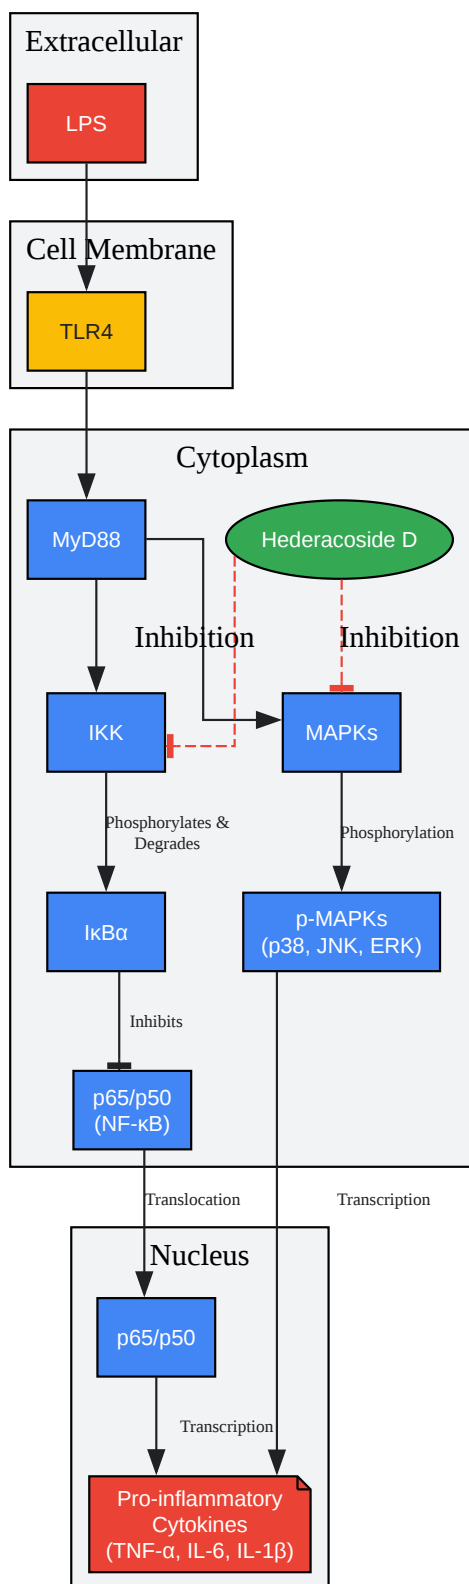 Extracellular
LPS
Cell Membrane
TLR4
Cytoplasm
MyD88
Hederacoside D
Inhibition
Inhibition
IKK
MAPKs
Phosphorylates &
Degrades
Phosphorylation
IκBα
p-MAPKs
(p38, JNK, ERK)
Inhibits
p65/p50
(NF-κB)
Translocation
Transcription
Nucleus
p65/p50
Transcription
Pro-inflammatory
Cytokines
(TNF-α, IL-6, IL-1β)